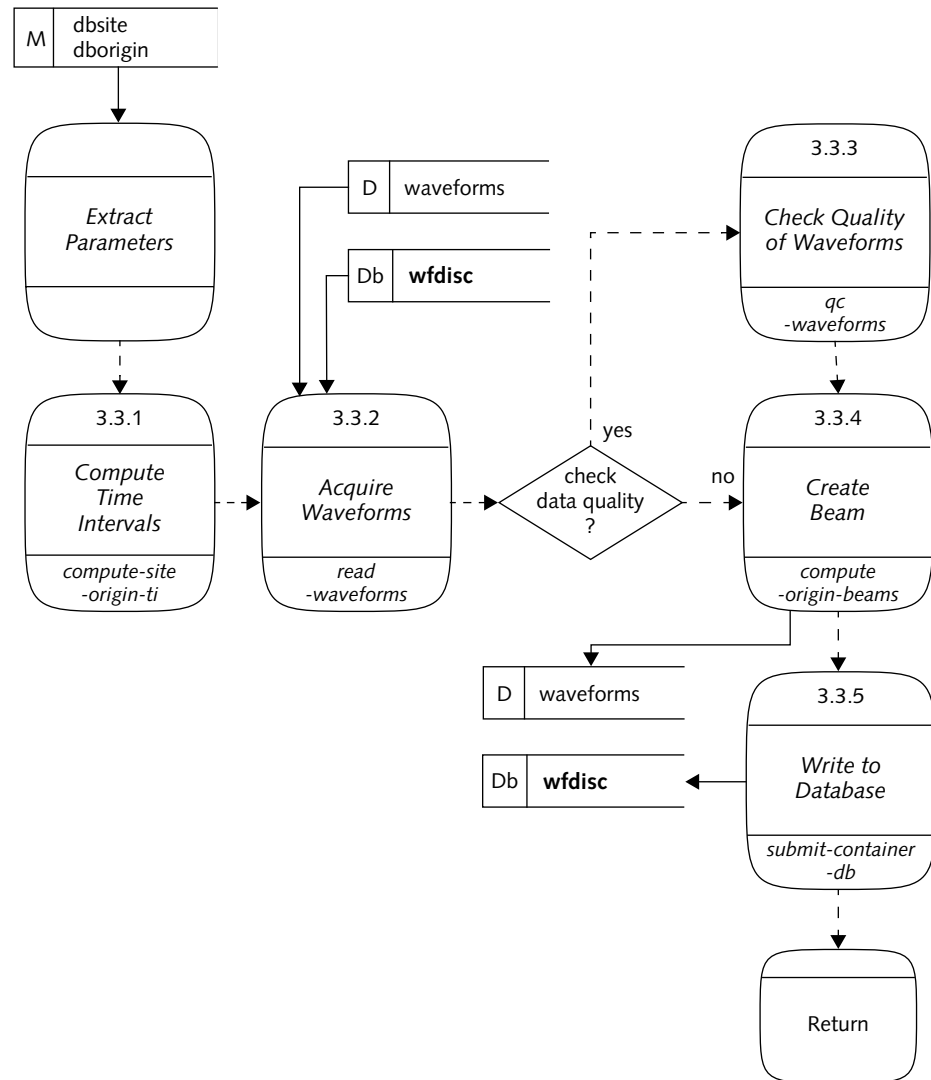 M
dbsite
dborigin
Extract
Parameters
D
waveforms
Db
wfdisc
3.3.3
Check Quality
of Waveforms
qc
-waveforms
3.3.1
Compute
Time
Intervals
compute-site
-origin-ti
3.3.2
Acquire
Waveforms
read
-waveforms
check
data quality
?
yes
no
3.3.4
Create
Beam
compute
-origin-beams
D
waveforms
Db
wfdisc
3.3.5
Write to
Database
submit-container
-db
Return